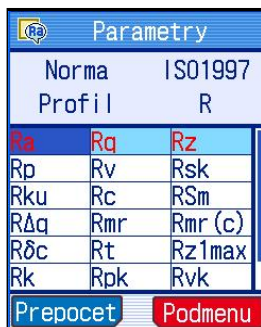 Ra Parametry
Norma ISO1997
Profil R
Ra Rq Rz
Rp Rv Rsk
Rku Rc RSm
RΔq Rmr Rmr(c)
Rδc Rt Rz1max
Rk Rpk Rvk
Prepocet Podmenu